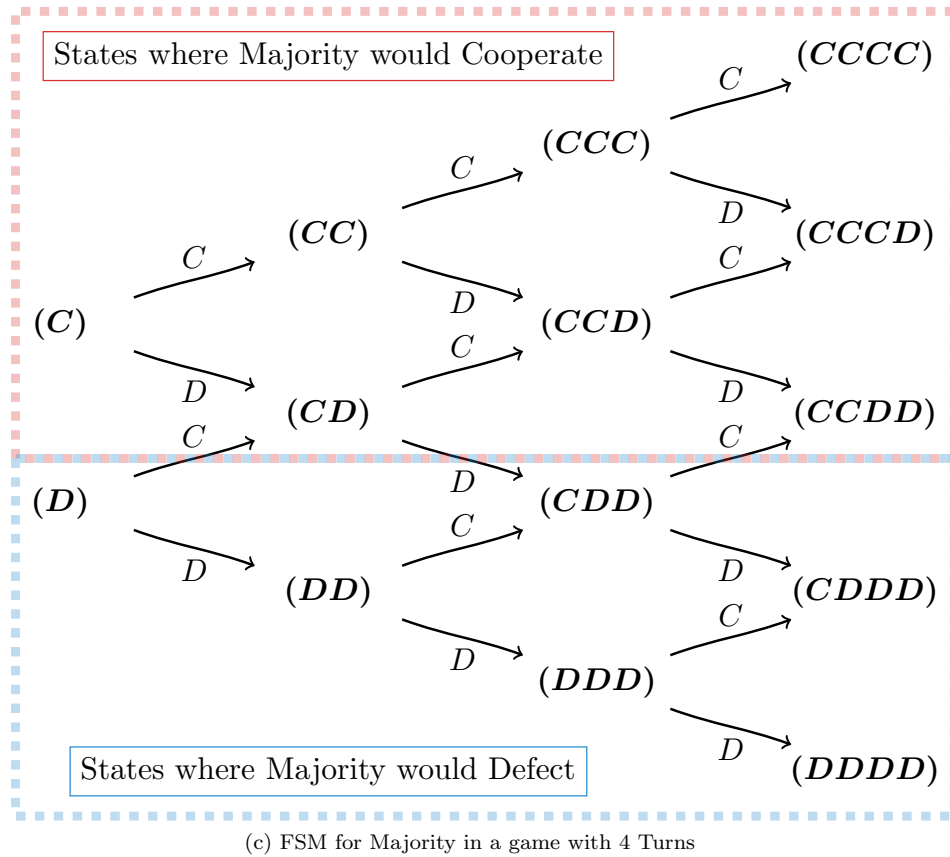 States where Majority would Cooperate
(CCCC)
C
(CCC)
C
D
(CC)
(CCCD)
C
C
D
(C)
(CCD)
C
D
D
(CD)
(CCDD)
C
C
D
(D)
(CDD)
C
D
D
(DD)
(CDDD)
C
D
(DDD)
D
States where Majority would Defect
(DDDD)
(c) FSM for Majority in a game with 4 Turns